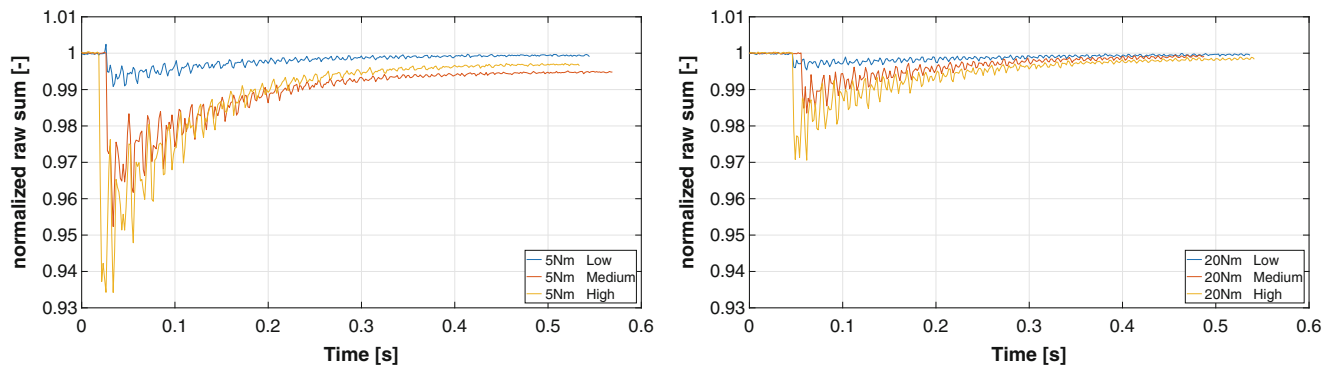 1.01
1
0.99
0.98
0.97
0.96
0.95
0.94
0.93
normalized raw sum [-]
5Nm Low
5Nm Medium
5Nm High
0 0.1 0.2 0.3 0.4 0.5 0.6
Time [s]
1.01
1
0.99
0.98
0.97
0.96
0.95
0.94
0.93
normalized raw sum [-]
20Nm Low
20Nm Medium
20Nm High
0 0.1 0.2 0.3 0.4 0.5 0.6
Time [s]